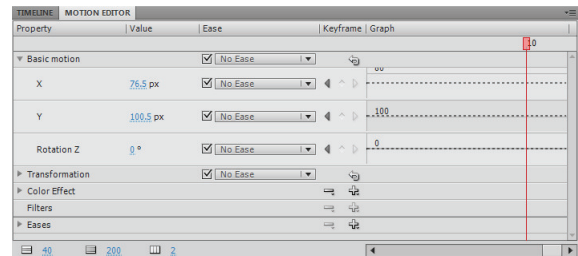 TIMELINE MOTION EDITOR
Property Value Ease Keyframe Graph
10
Basic motion No Ease
X 76.5 px No Ease
Y 100.5 px No Ease 100
Rotation Z 0 ° No Ease 0
Transformation No Ease
Color Effect
Filters
Eases
40 200 2